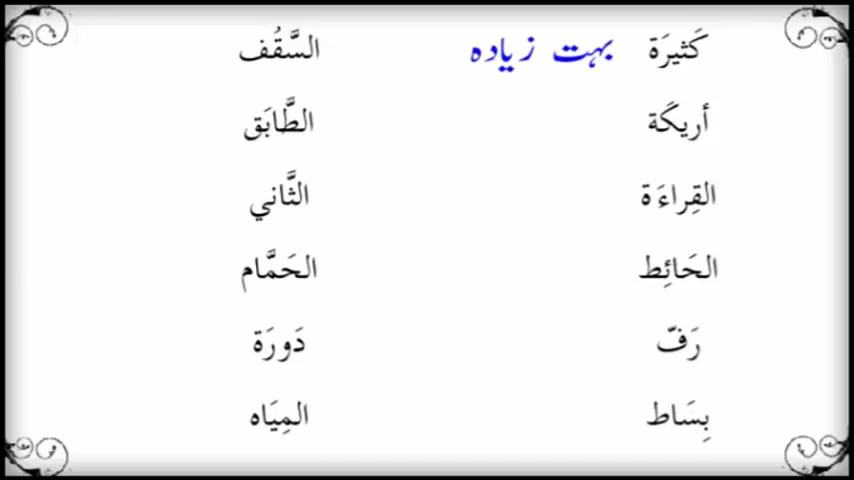 كَثيرَة بہت زیادہ السَّقُف
أريكَة الطَّابَق
القِراءَة الثَّاني
الحَائِط الحَمَّام
رَفّ دَورَة
بِسَاط المِيَاه